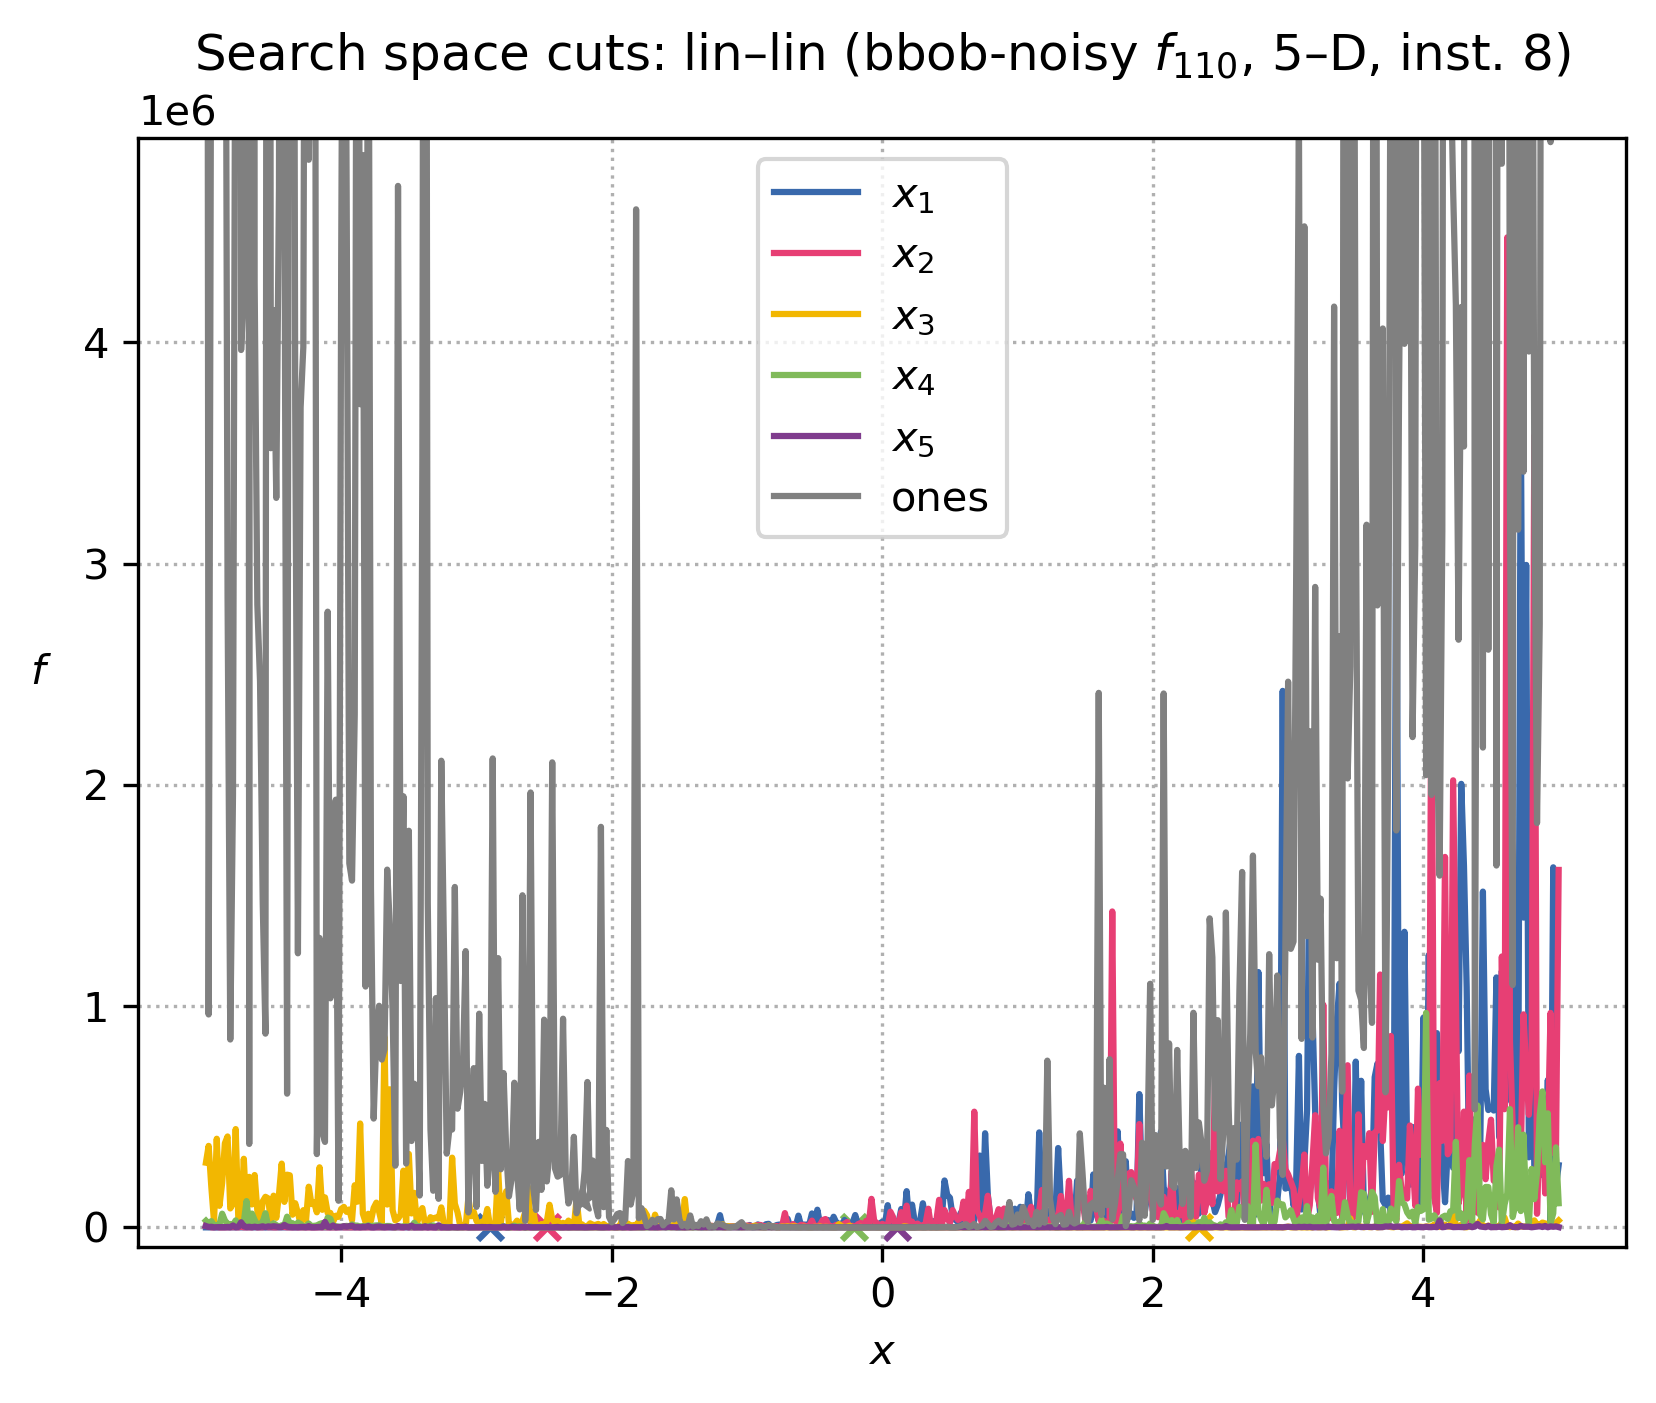 Search space cuts: lin–lin (bbob-noisy f110, 5–D, inst. 8)
1e6
x1
x2
x3
x4
x5
ones
4
3
2
1
0
f
−4 −2 0 2 4
x